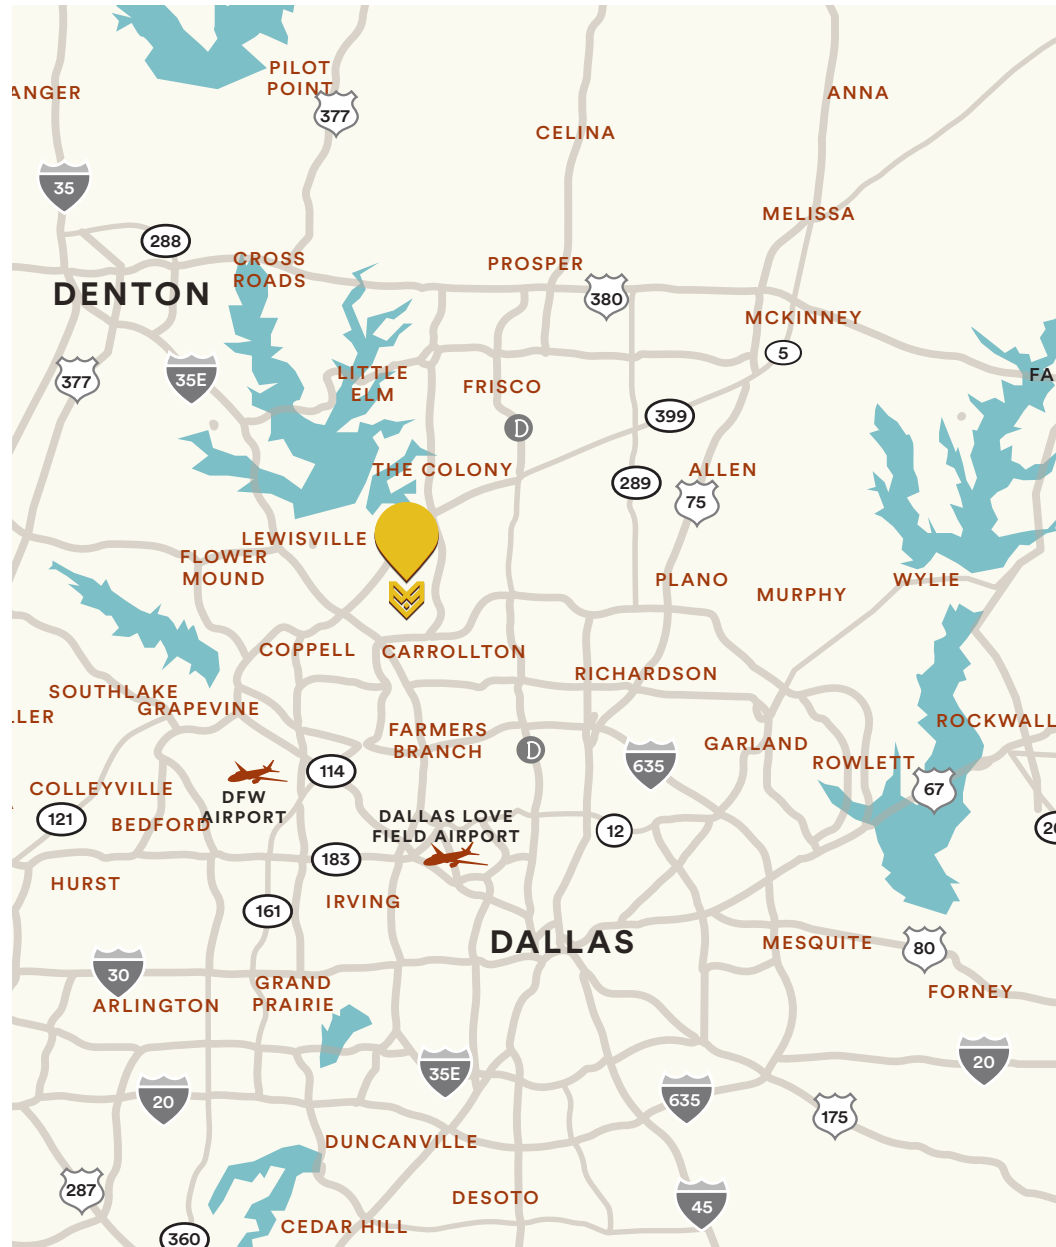 PILOT
POINT
ANGER
ANNA
377
CELINA
35
MELISSA
288
CROSS
ROADS
PROSPER
DENTON
380
MCKINNEY
5
377
35E
LITTLE
ELM
FRISCO
FA
399
D
THE COLONY
289
ALLEN
75
LEWISVILLE
FLOWER
MOUND
PLANO
WYLIE
MURPHY
COPPELL
CARROLLTON
RICHARDSON
SOUTHLAKE
GRAPEVINE
LLER
ROCKWALL
FARMERS
BRANCH
D
GARLAND
ROWLETT
635
114
COLLEYVILLE
67
DFW
AIRPORT
121
BEDFORD
DALLAS LOVE
FIELD AIRPORT
12
20
183
HURST
IRVING
161
DALLAS
MESQUITE
80
30
GRAND
PRAIRIE
ARLINGTON
FORNEY
35E
20
20
635
175
DUNCANVILLE
287
DESOTO
45
CEDAR HILL
360